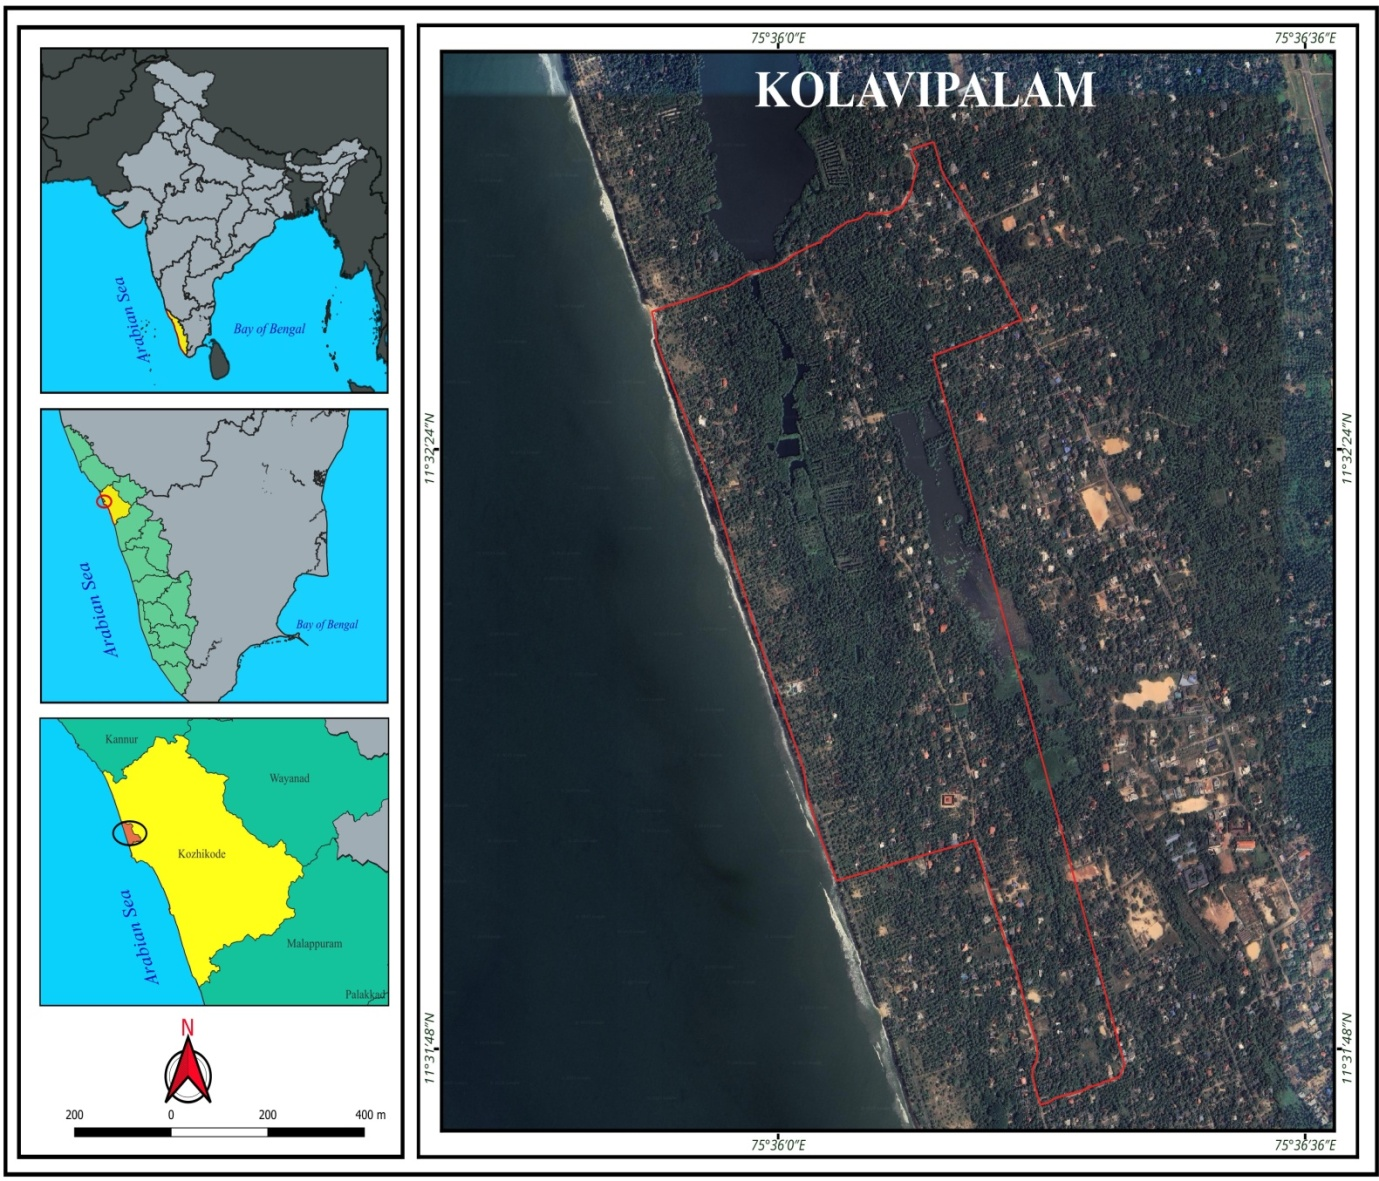 Arabian Sea
Bay of Bengal
Arabian Sea
Bay of Bengal
Kannur
Wayanad
Kozhikode
Arabian Sea
Malappuram
Palakkad
N
200 0 200 400 m
75°36'0"E 75°36'36"E
KOLAVIPALAM
11°32'24"N 11°32'24"N
11°31'48"N 11°31'48"N
75°36'0"E 75°36'36"E